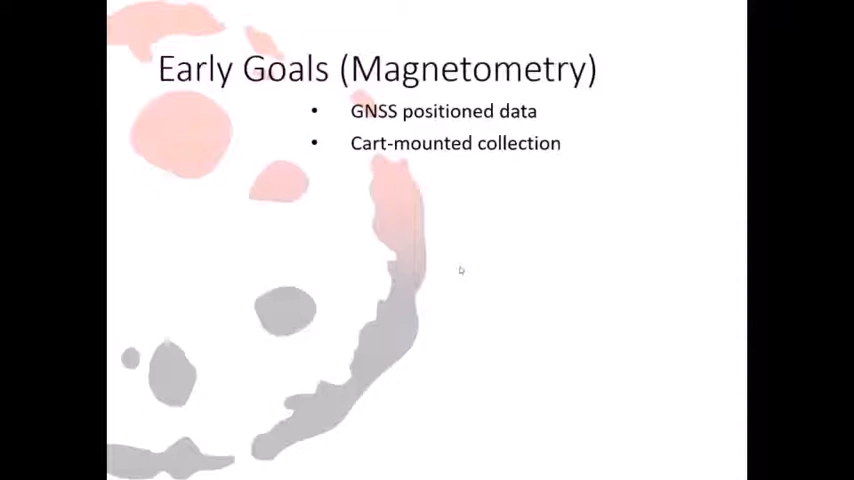 Early Goals (Magnetometry)
• GNSS positioned data
• Cart-mounted collection